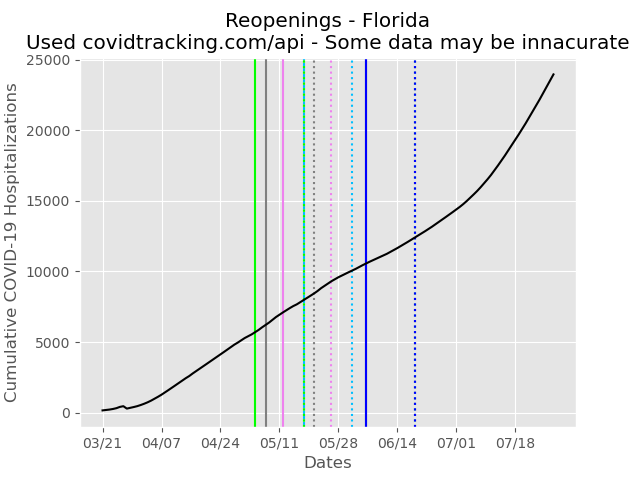 Reopenings - Florida
Used covidtracking.com/api - Some data may be innacurate
Cumulative COVID-19 Hospitalizations
25000
20000
15000
10000
5000
0
03/21 04/07 04/24 05/11 05/28 06/14 07/01 07/18
Dates